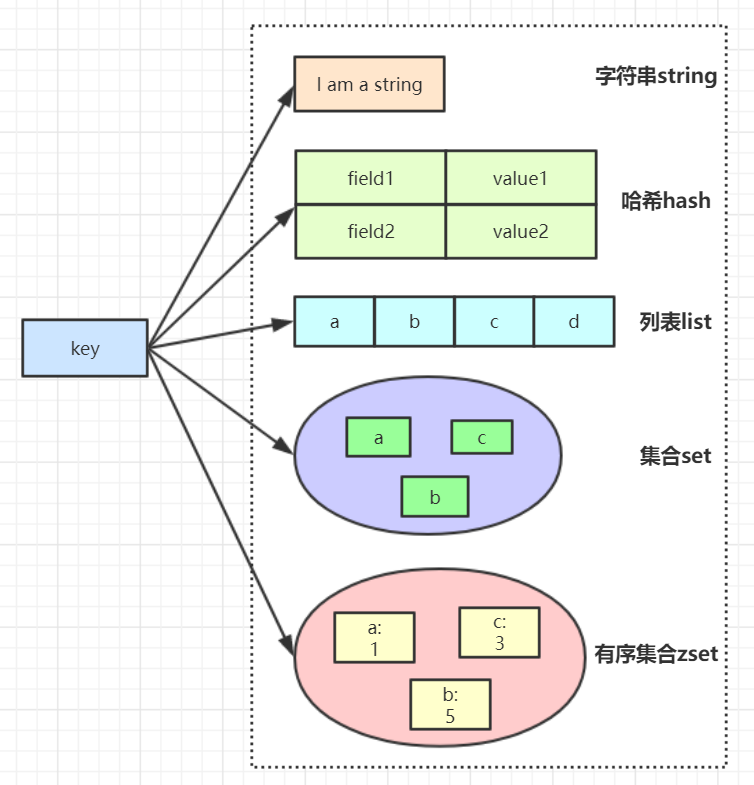 I am a string
字符串string
field1 value1
哈希hash
field2 value2
a b c d
列表list
key
a
c
集合set
b
a:
1
c:
3
有序集合zset
b:
5